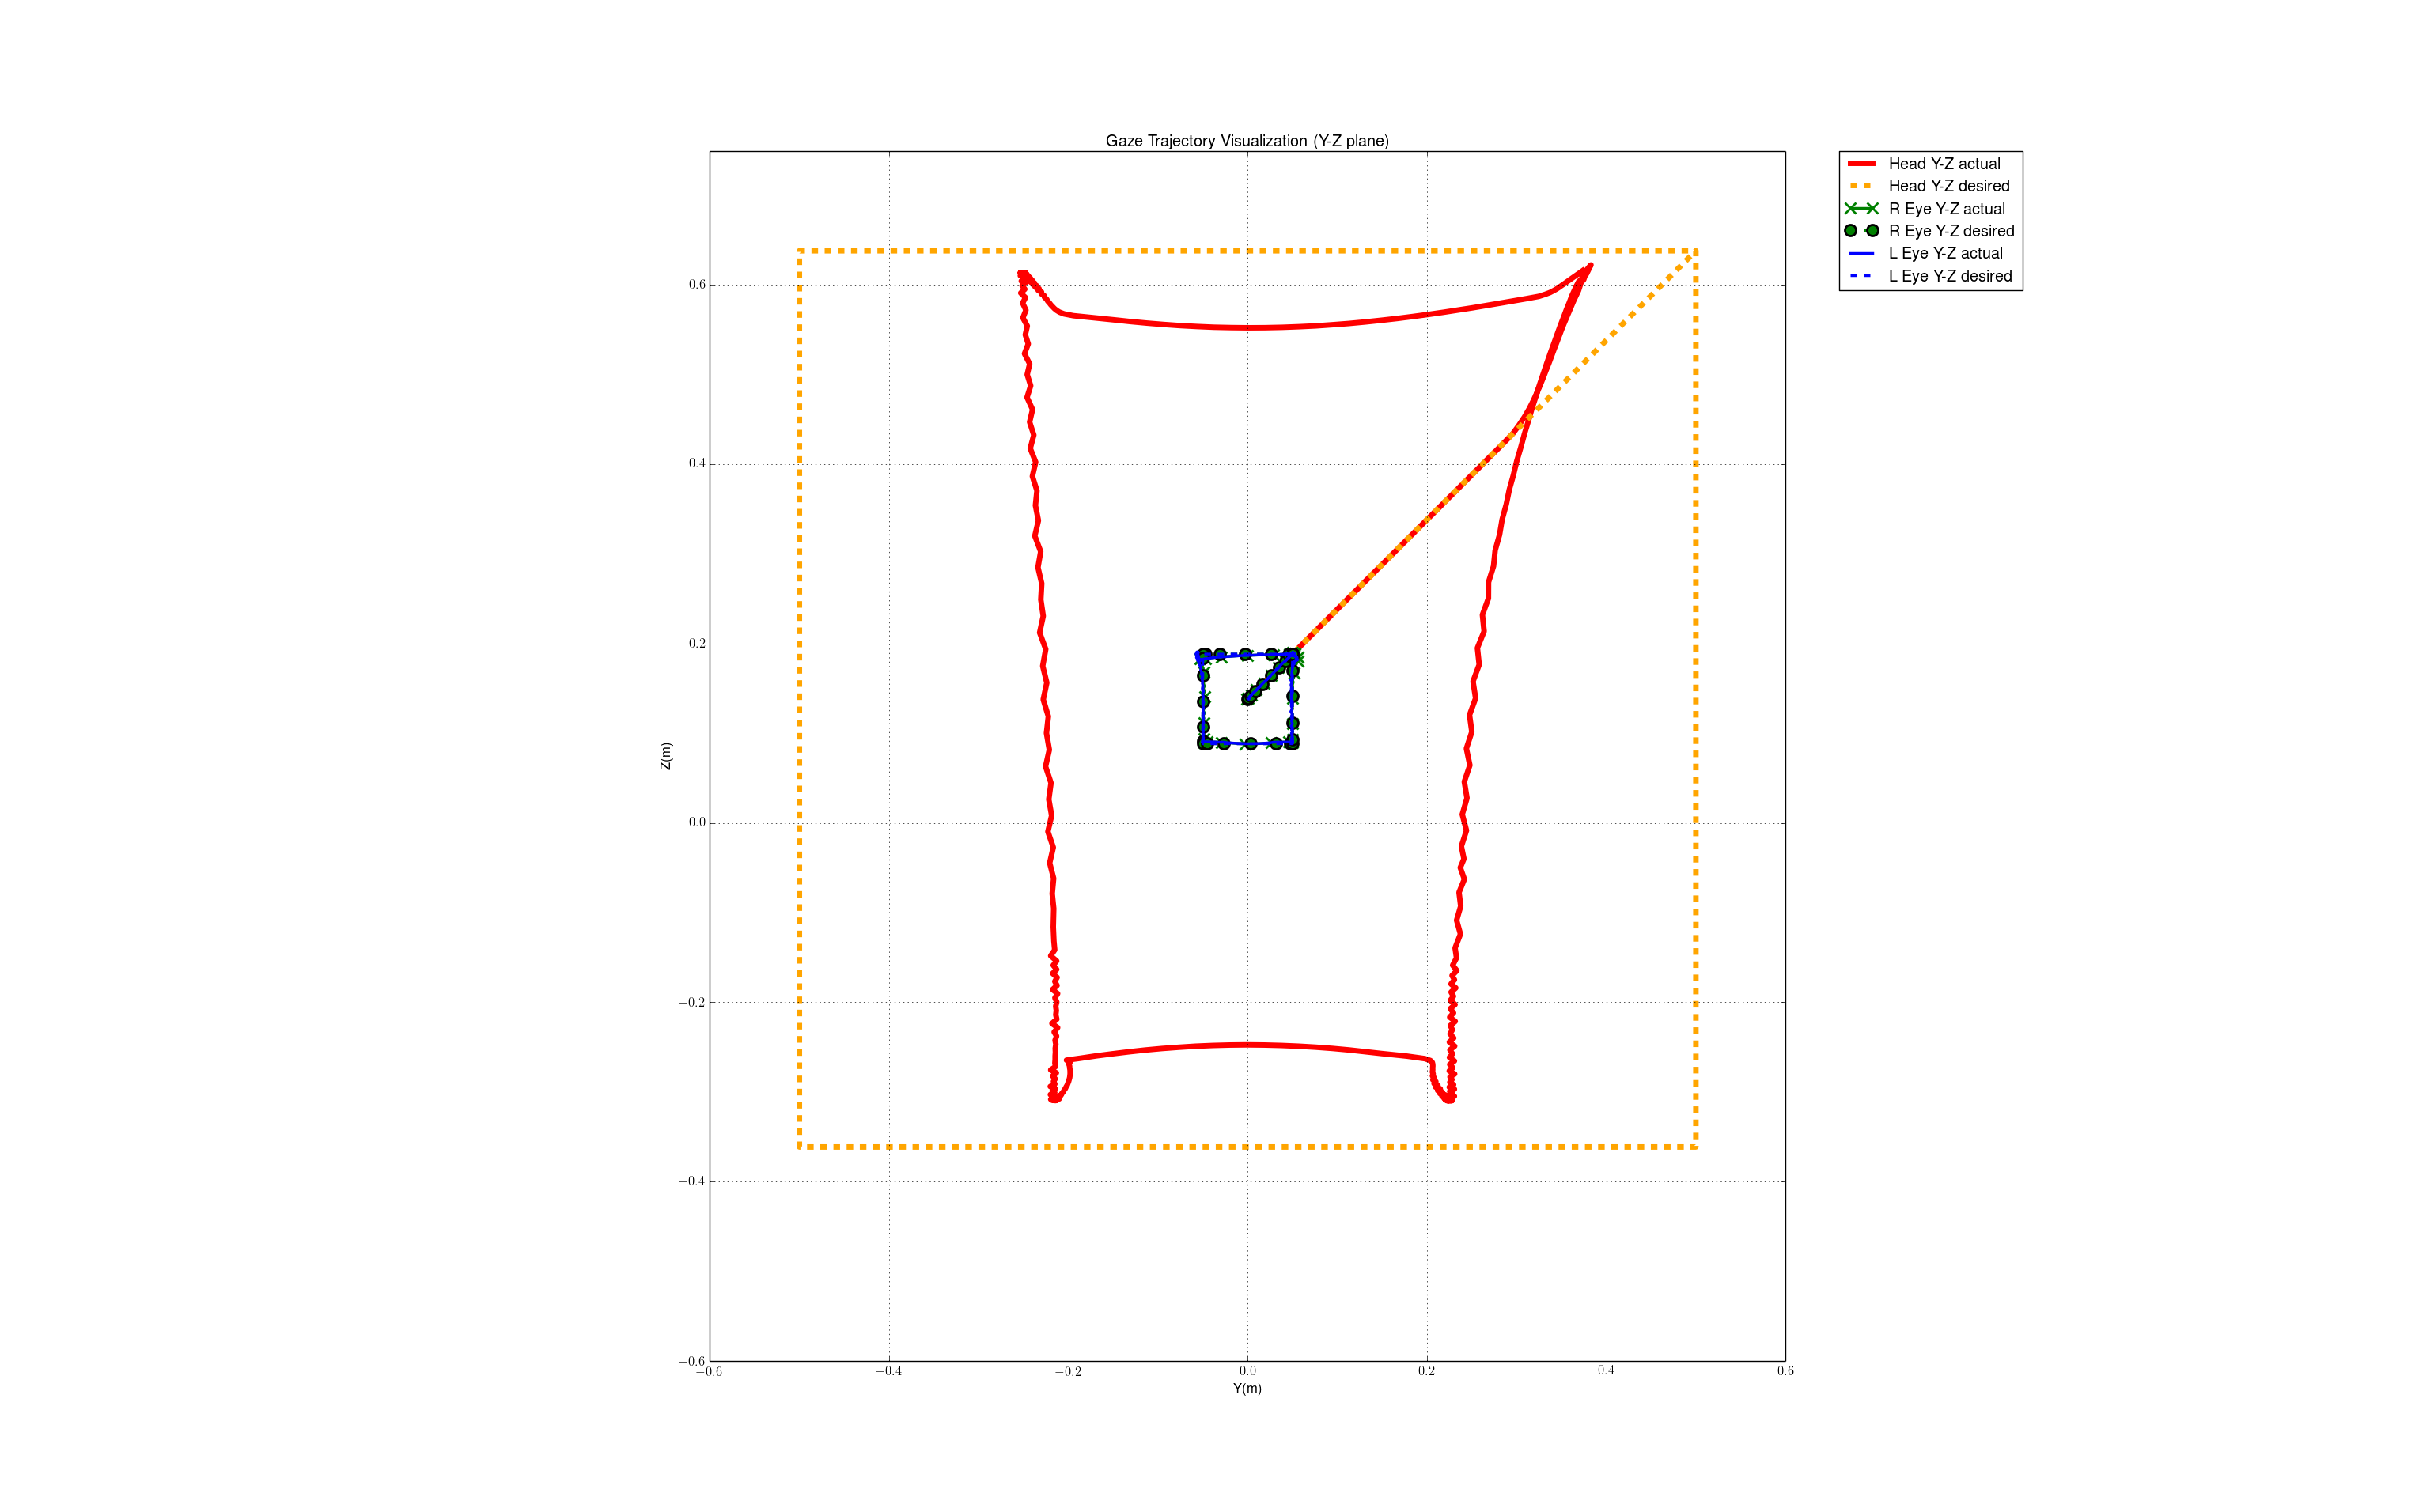 Gaze Trajectory Visualization (Y-Z plane)
Head Y-Z actual
Head Y-Z desired
R Eye Y-Z actual
R Eye Y-Z desired
L Eye Y-Z actual
L Eye Y-Z desired
0.6
0.4
0.2
0.0
−0.2
−0.4
−0.6
Z(m)
−0.6 −0.4 −0.2 0.0 0.2 0.4 0.6
Y(m)